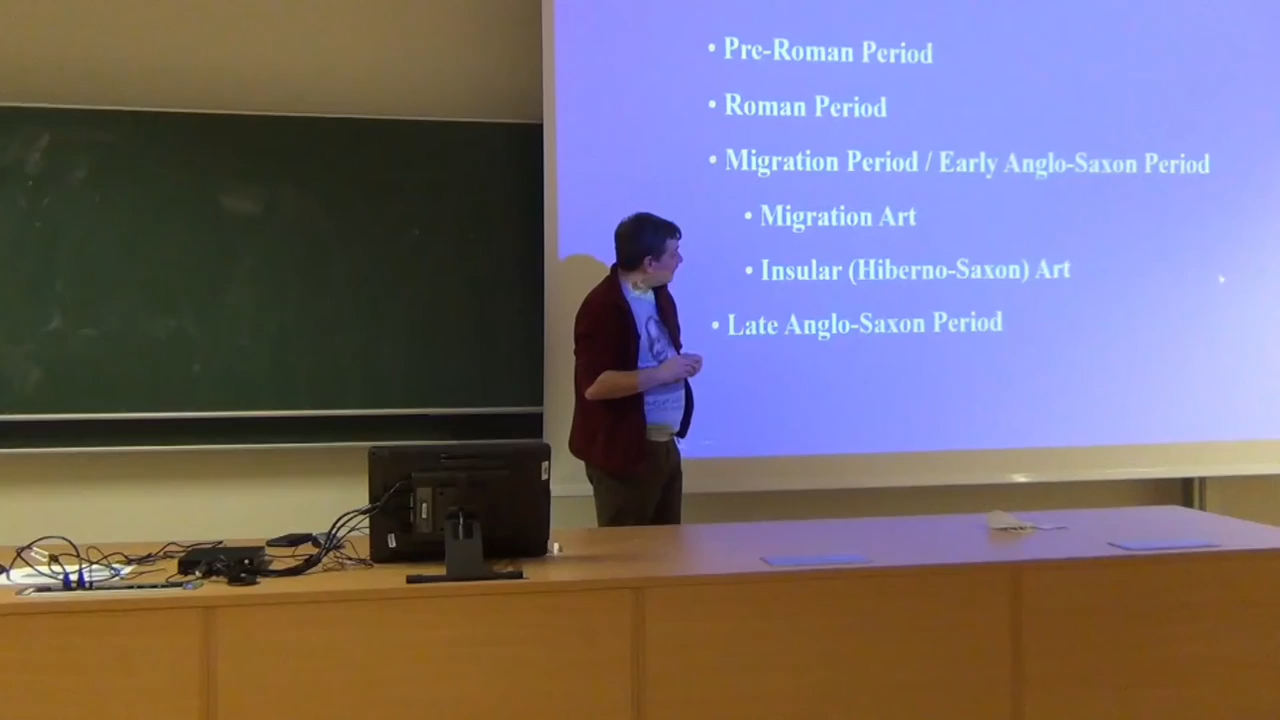 • Pre-Roman Period
• Roman Period
• Migration Period / Early Anglo-Saxon Period
• Migration Art
• Insular (Hiberno-Saxon) Art
• Late Anglo-Saxon Period